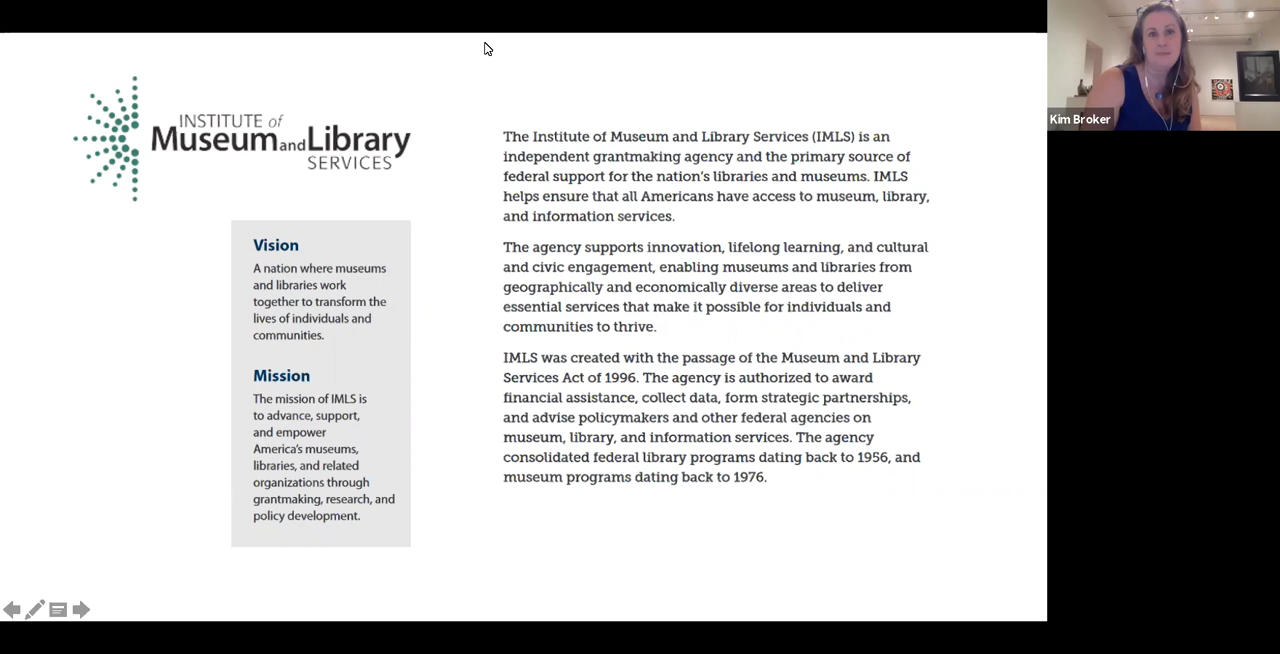 INSTITUTE of
Museum and Library
SERVICES
Vision
A nation where museums
and libraries work
together to transform the
lives of individuals and
communities.
Mission
The mission of IMLS is
to advance, support,
and empower
America's museums,
libraries, and related
organizations through
grantmaking, research, and
policy development.
The Institute of Museum and Library Services (IMLS) is an
independent grantmaking agency and the primary source of
federal support for the nation's libraries and museums. IMLS
helps ensure that all Americans have access to museum, library,
and information services.
The agency supports innovation, lifelong learning, and cultural
and civic engagement, enabling museums and libraries from
geographically and economically diverse areas to deliver
essential services that make it possible for individuals and
communities to thrive.
IMLS was created with the passage of the Museum and Library
Services Act of 1996. The agency is authorized to award
financial assistance, collect data, form strategic partnerships,
and advise policymakers and other federal agencies on
museum, library, and information services. The agency
consolidated federal library programs dating back to 1956, and
museum programs dating back to 1976.
Kim Broker